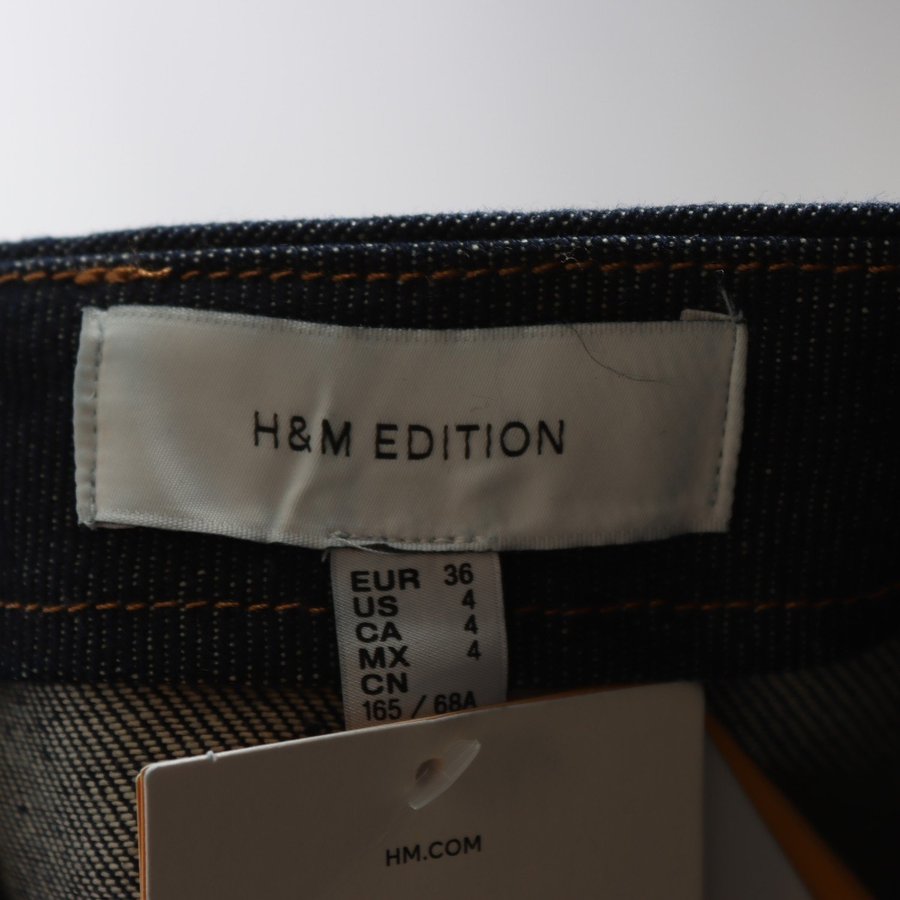 H&M EDITION
EUR 36
US 4
CA 4
MX 4
CN
165 / 68A
HM.COM